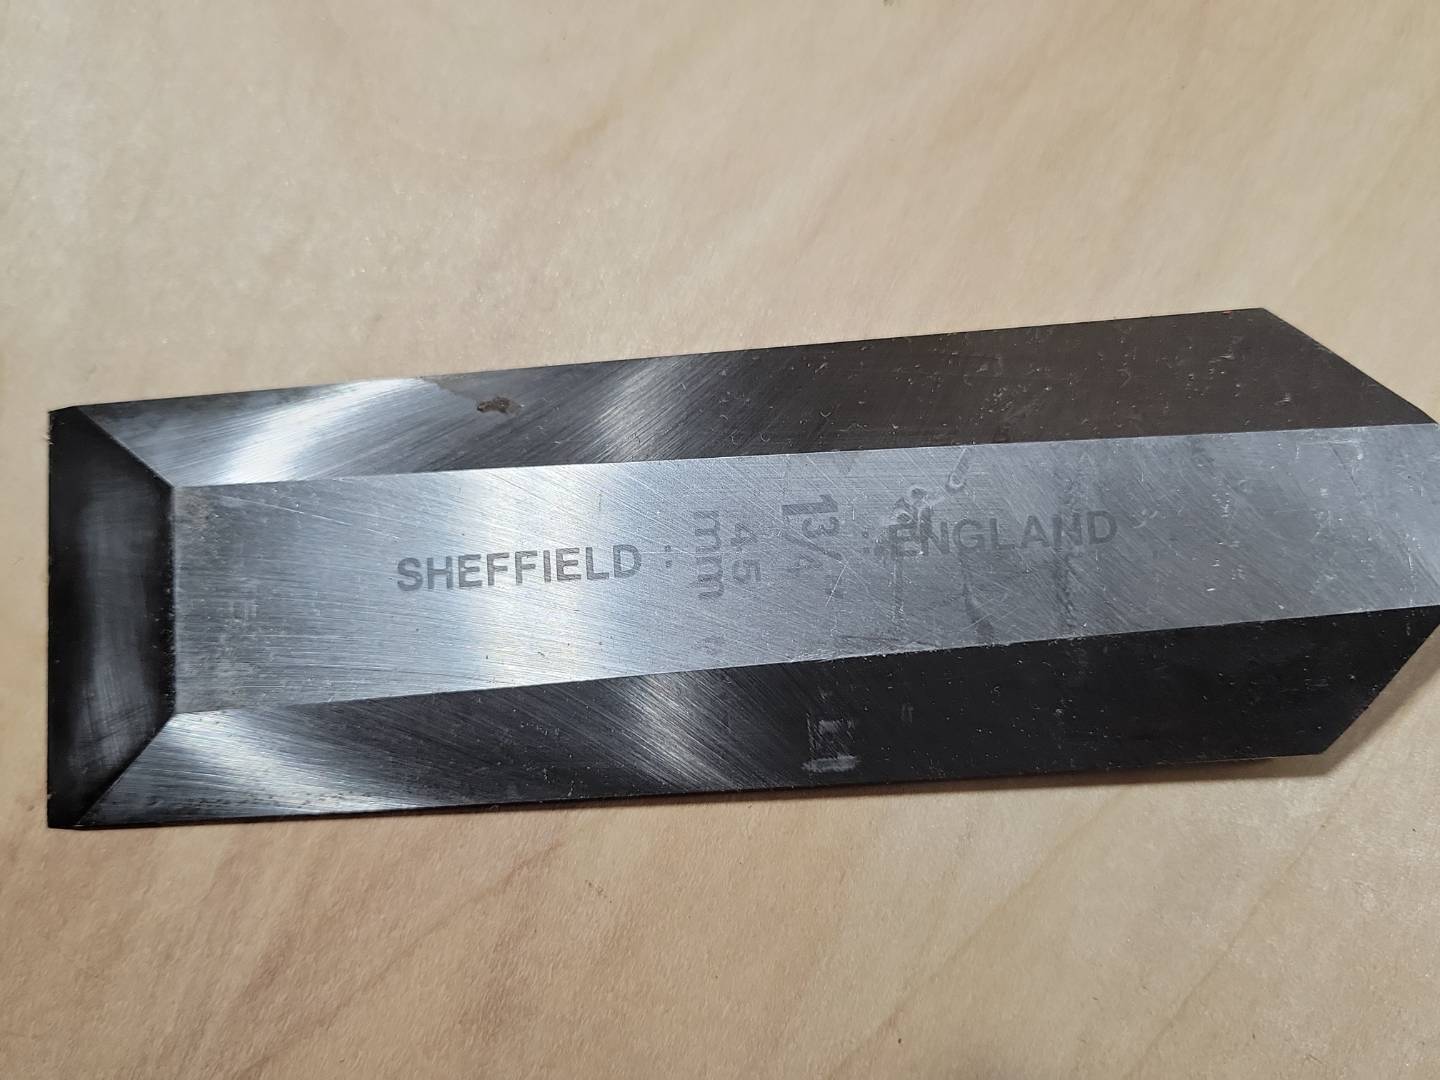 SHEFFIELD : 
1 3/4
45
mm
: ENGLAND